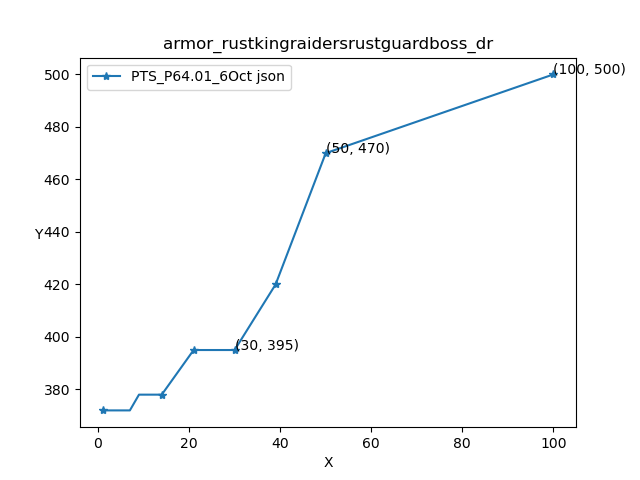 armor_rustkingraidersrustguardboss_dr
PTS_P64.01_6Oct json
(100, 500)
(50, 470)
(30, 395)
500
480
460
440
420
400
380
Y
0 20 40 60 80 100
X